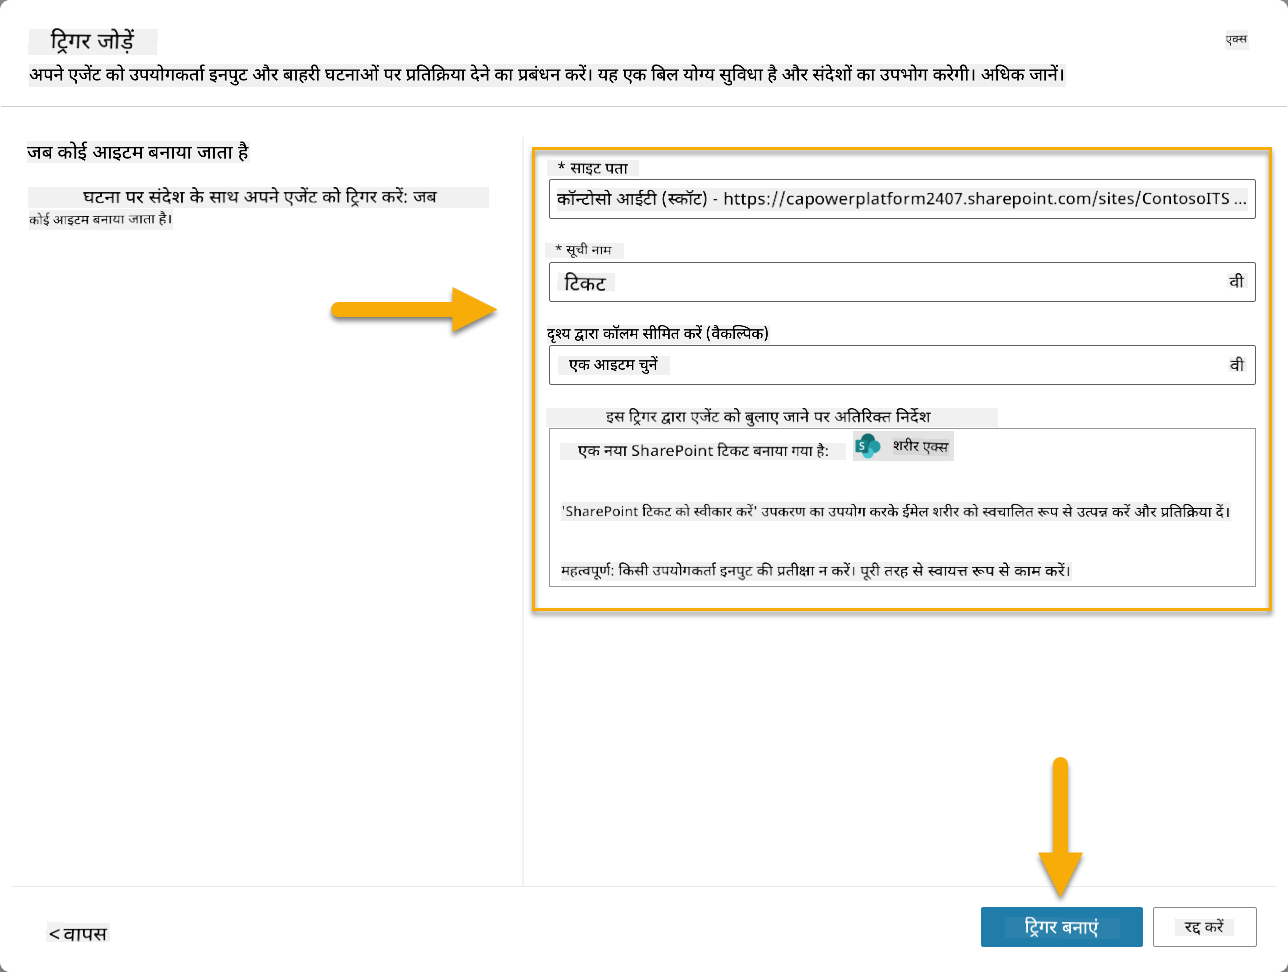 ट्रिगर जोड़ें
एक्स
अपने एजेंट को उपयोगकर्ता इनपुट और बाहरी घटनाओं पर प्रतिक्रिया देने का प्रबंधन करें। यह एक बिल योग्य सुविधा है और संदेशों का उपभोग करेगी। अधिक जानें।
जब कोई आइटम बनाया जाता है
घटना पर संदेश के साथ अपने एजेंट को ट्रिगर करें: जब
कोई आइटम बनाया जाता है।
* साइट पता
कॉन्टोसो आईटी (स्कॉट) - https://capowerplatform2407.sharepoint.com/sites/ContosoITS ...
* सूची नाम
टिकट
वी
दृश्य द्वारा कॉलम सीमित करें (वैकल्पिक)
एक आइटम चुनें
वी
इस ट्रिगर द्वारा एजेंट को बुलाए जाने पर अतिरिक्त निर्देश
एक नया SharePoint टिकट बनाया गया है: शरीर एक्स
'SharePoint टिकट को स्वीकार करें' उपकरण का उपयोग करके ईमेल शरीर को स्वचालित रूप से उत्पन्न करें और प्रतिक्रिया दें।
महत्वपूर्ण: किसी उपयोगकर्ता इनपुट की प्रतीक्षा न करें। पूरी तरह से स्वायत्त रूप से काम करें।
< वापस
ट्रिगर बनाएं
रद्द करें